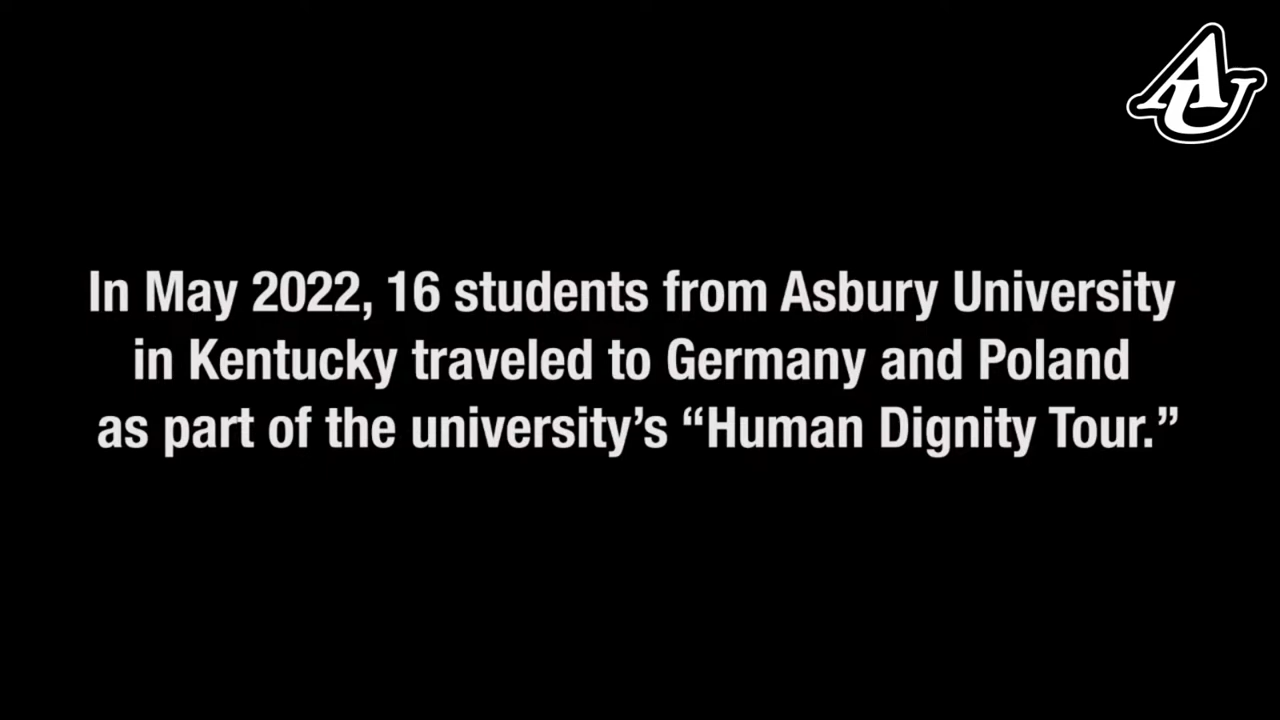 AU
In May 2022, 16 students from Asbury University
in Kentucky traveled to Germany and Poland
as part of the university’s “Human Dignity Tour.”